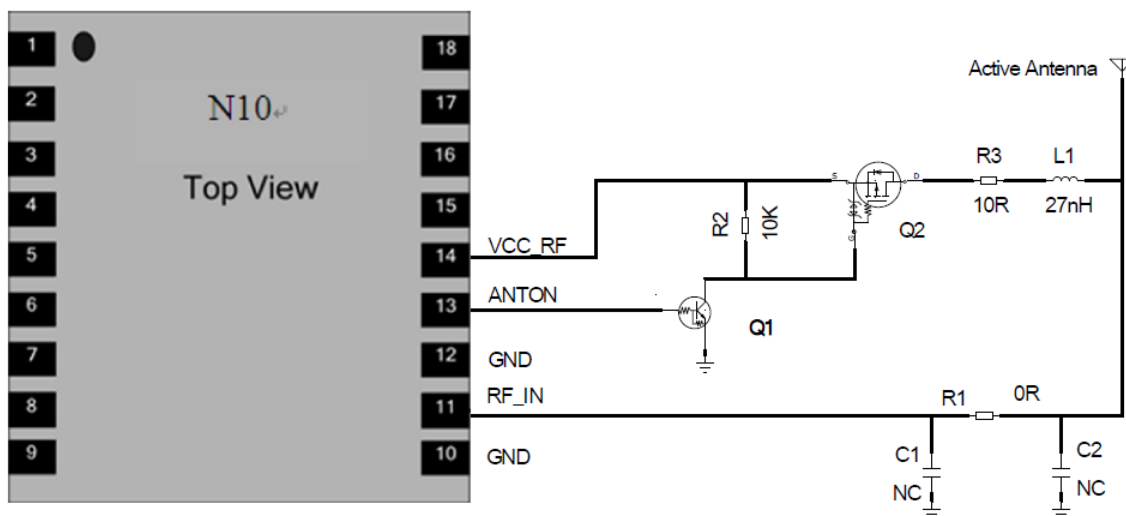 1
2
3
4
5
6
7
8
9
N10↵
Top View
18
17
16
15
14
13
12
11
10
VCC_RF
ANTON
GND
RF_IN
GND
Active Antenna
R3
10R
L1
27nH
S
D
G
Q2
R2
10K
Q1
R1
0R
C1
NC
C2
NC